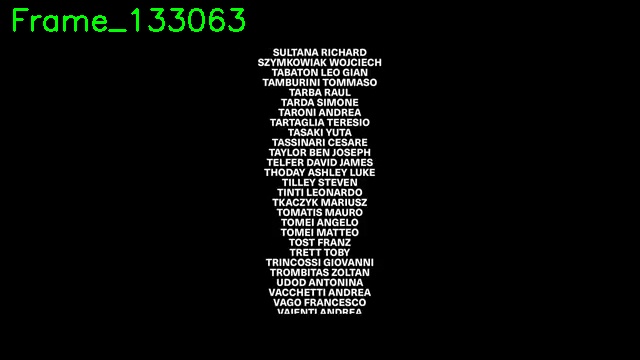 Frame_133063
SULTANA RICHARD
SZYMKOWIAK WOJCIECH
TABATON LEO GIAN
TAMBURINI TOMMASO
TARBA RAUL
TARDA SIMONE
TARONI ANDREA
TARTAGLIA TERESIO
TASAKI YUTA
TASSINARI CESARE
TAYLOR BEN JOSEPH
TELFER DAVID JAMES
THODAY ASHLEY LUKE
TILLEY STEVEN
TINTI LEONARDO
TKACZYK MARIUSZ
TOMATIS MAURO
TOMEI ANGELO
TOMEI MATTEO
TOST FRANZ
TRETT TOBY
TRINCOSSI GIOVANNI
TROMBITAS ZOLTAN
UDOD ANTONINA
VACCHETTI ANDREA
VAGO FRANCESCO
VAIENTI ANDREA